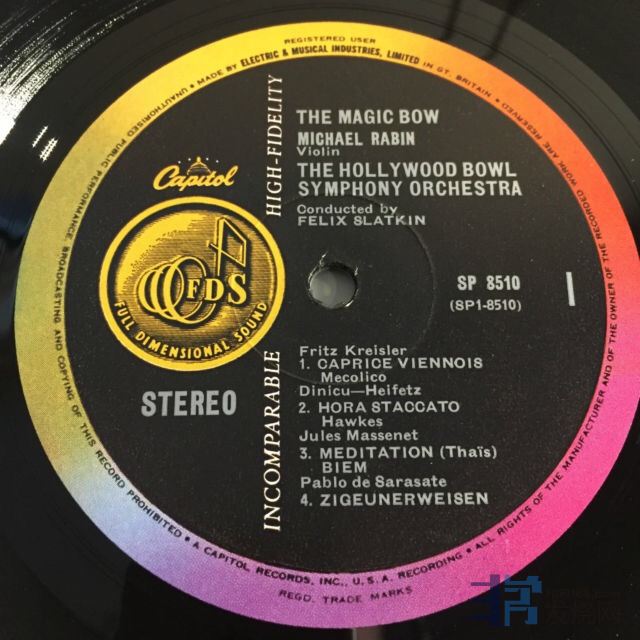 REGISTERED USER
• MADE BY ELECTRIC & MUSICAL INDUSTRIES, LIMITED IN GT. BRITAIN •
UNAUTHORISED PUBLIC PERFORMANCE BROADCASTING AND COPYING OF THIS RECORD PROHIBITED •
ALL RIGHTS OF THE MANUFACTURER AND OF THE OWNER OF THE RECORDED WORK ARE RESERVED
A CAPITOL RECORDS, INC., U.S.A. RECORDING •
REGD. TRADE MARKS
Capitol
FDS
FULL DIMENSIONAL SOUND
STEREO
INCOMPARABLE HIGH-FIDELITY
THE MAGIC BOW
MICHAEL RABIN
Violin
THE HOLLYWOOD BOWL
SYMPHONY ORCHESTRA
Conducted by
FELIX SLATKIN
SP 8510
(SP1-8510)
1
Fritz Kreisler
1. CAPRICE VIENNOIS
Mecolico
Dinicu—Heifetz
2. HORA STACCATO
Hawkes
Jules Massenet
3. MEDITATION (Thaïs)
BIEM
Pablo de Sarasate
4. ZIGEUNERWEISEN